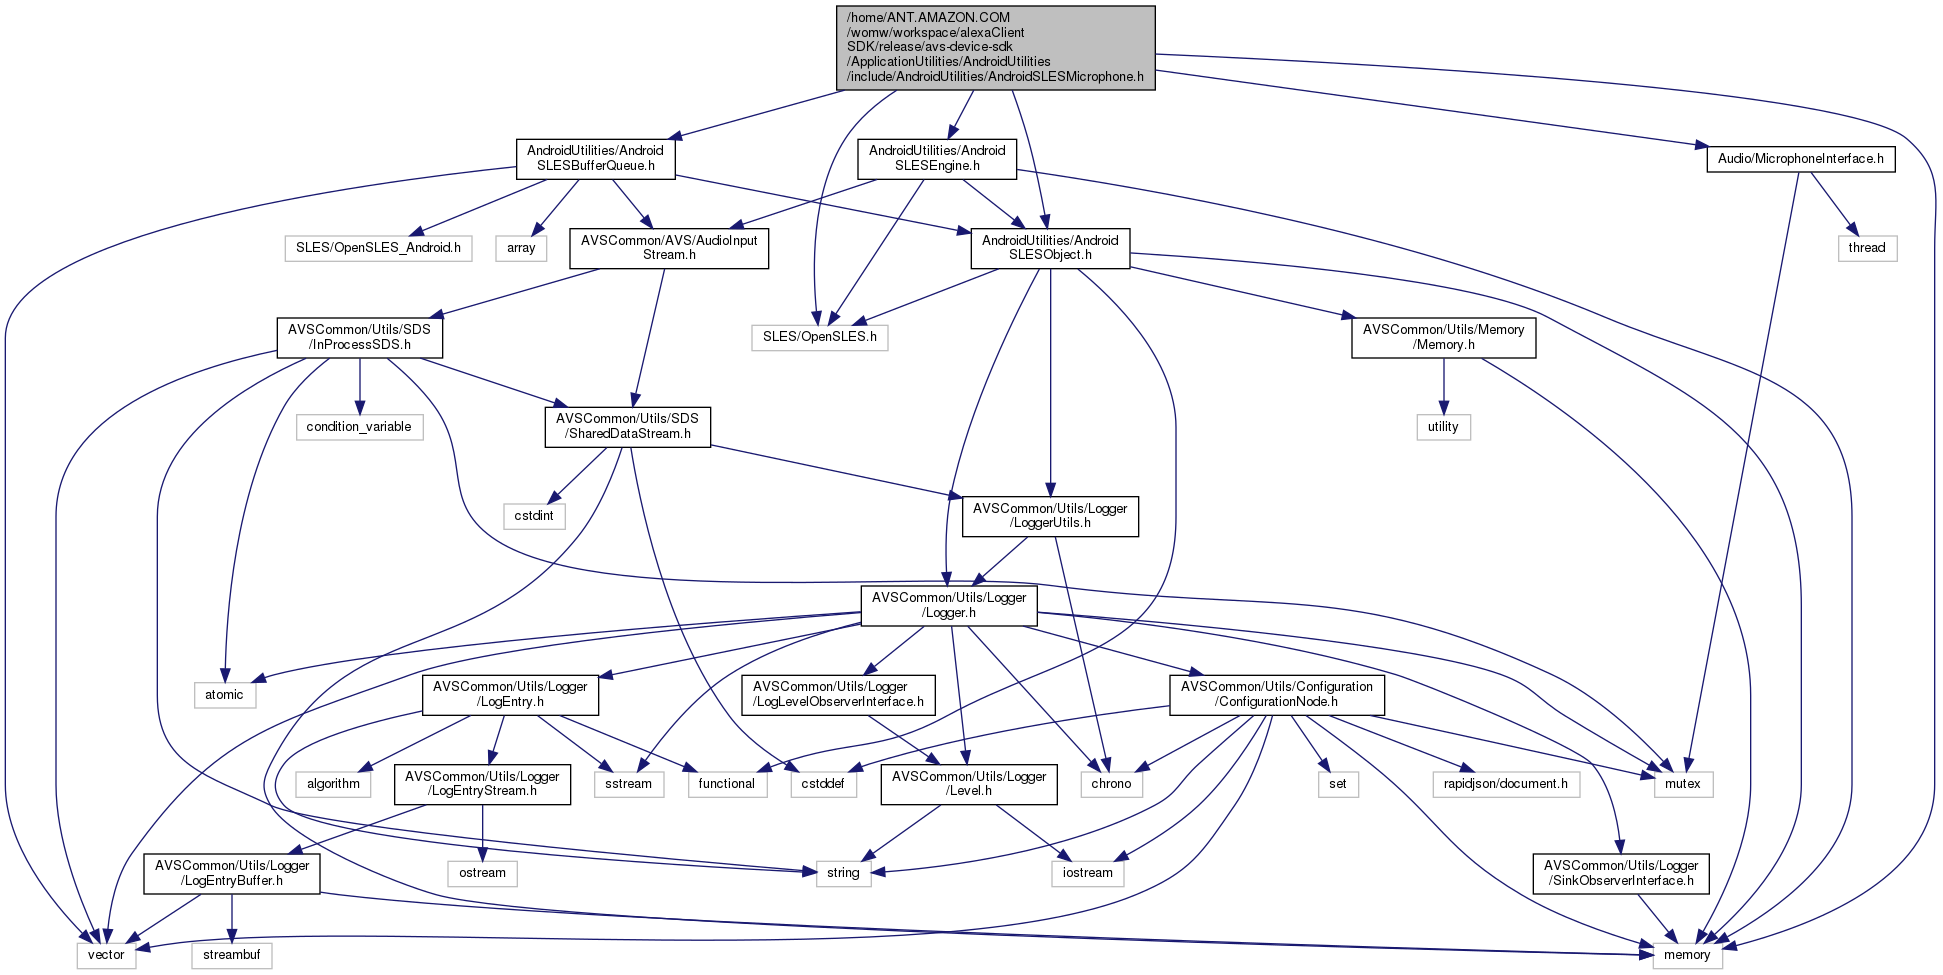 /home/ANT.AMAZON.COM
/womw/workspace/alexaClient
SDK/release/avs-device-sdk
/ApplicationUtilities/AndroidUtilities
/include/AndroidUtilities/AndroidSLESMicrophone.h
AndroidUtilities/Android
SLESBufferQueue.h
AndroidUtilities/Android
SLESEngine.h
Audio/MicrophoneInterface.h
SLES/OpenSLES_Android.h
array
AVSCommon/AVS/AudioInput
Stream.h
AndroidUtilities/Android
SLESObject.h
thread
AVSCommon/Utils/SDS
/InProcessSDS.h
SLES/OpenSLES.h
AVSCommon/Utils/Memory
/Memory.h
condition_variable
AVSCommon/Utils/SDS
/SharedDataStream.h
utility
cstdint
AVSCommon/Utils/Logger
/LoggerUtils.h
AVSCommon/Utils/Logger
/Logger.h
atomic
AVSCommon/Utils/Logger
/LogEntry.h
AVSCommon/Utils/Logger
/LogLevelObserverInterface.h
AVSCommon/Utils/Configuration
/ConfigurationNode.h
algorithm
AVSCommon/Utils/Logger
/LogEntryStream.h
sstream
functional
cstddef
AVSCommon/Utils/Logger
/Level.h
chrono
set
rapidjson/document.h
mutex
AVSCommon/Utils/Logger
/LogEntryBuffer.h
ostream
string
iostream
AVSCommon/Utils/Logger
/SinkObserverInterface.h
vector
streambuf
memory